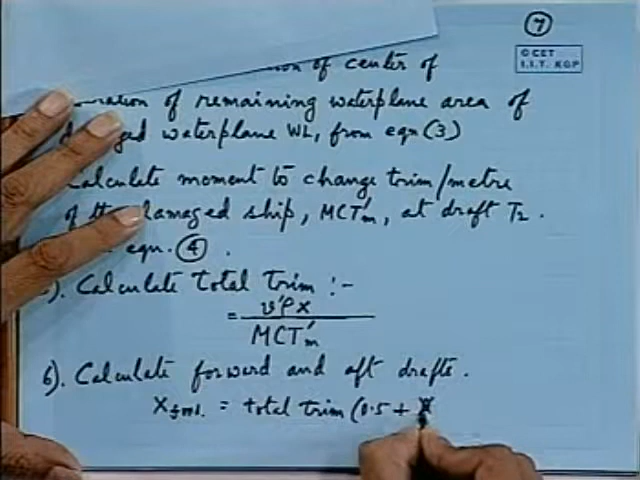 7
© CET
I.I.T. KGP
of center of
of remaining waterplane area of
waterplane WL, from eqn (3)
Calculate moment to change trim/metre
of the damaged ship, MCT'm, at draft T2.
eqn. 4.
). Calculate total trim :-
= v'ρx
MCT'm
6). Calculate forward and aft drafts.
= total trim (0.5 +